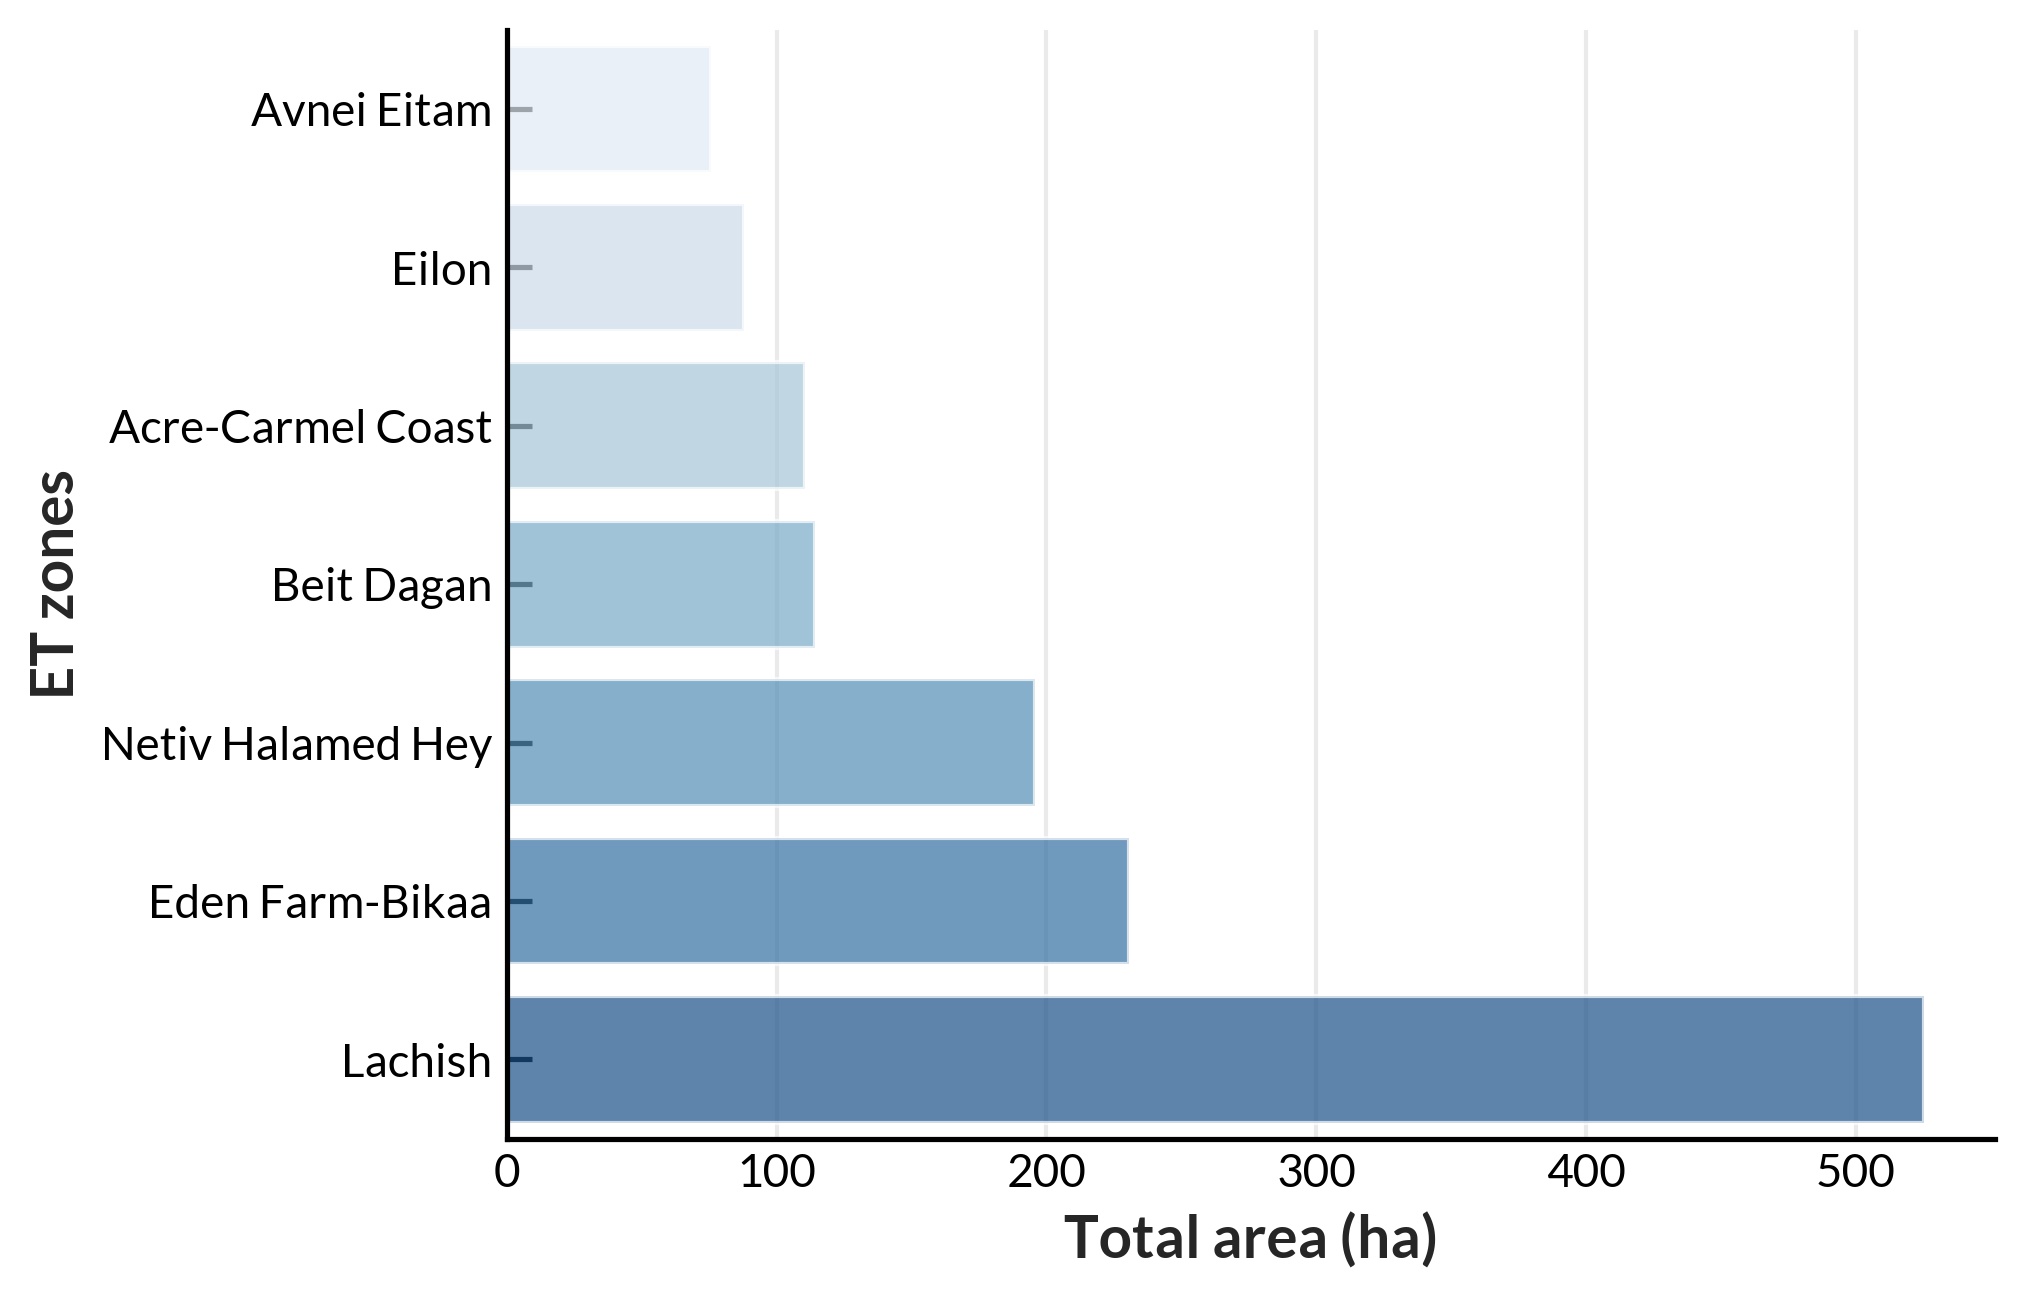 Avnei Eitam
Eilon
Acre-Carmel Coast
Beit Dagan
Netiv Halamed Hey
Eden Farm-Bikaa
Lachish
ET zones
0 100 200 300 400 500
Total area (ha)